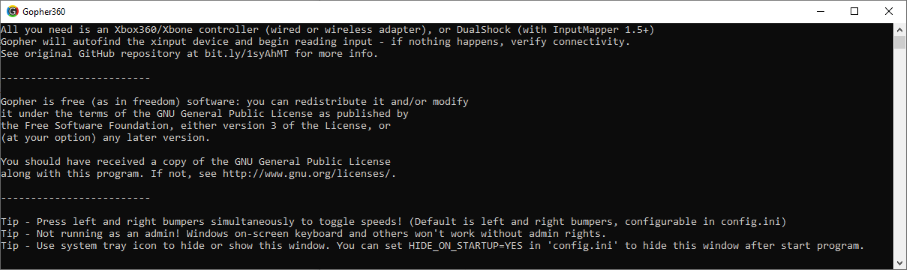 Gopher360
All you need is an Xbox360/Xbone controller (wired or wireless adapter), or DualShock (with InputMapper 1.5+)
Gopher will autofind the xinput device and begin reading input - if nothing happens, verify connectivity.
See original GitHub repository at bit.ly/1syAhMT for more info.
-------------------------
Gopher is free (as in freedom) software: you can redistribute it and/or modify
it under the terms of the GNU General Public License as published by
the Free Software Foundation, either version 3 of the License, or
(at your option) any later version.
You should have received a copy of the GNU General Public License
along with this program. If not, see http://www.gnu.org/licenses/.
-------------------------
Tip - Press left and right bumpers simultaneously to toggle speeds! (Default is left and right bumpers, configurable in config.ini)
Tip - Not running as an admin! Windows on-screen keyboard and others won't work without admin rights.
Tip - Use system tray icon to hide or show this window. You can set HIDE_ON_STARTUP=YES in 'config.ini' to hide this window after start program.